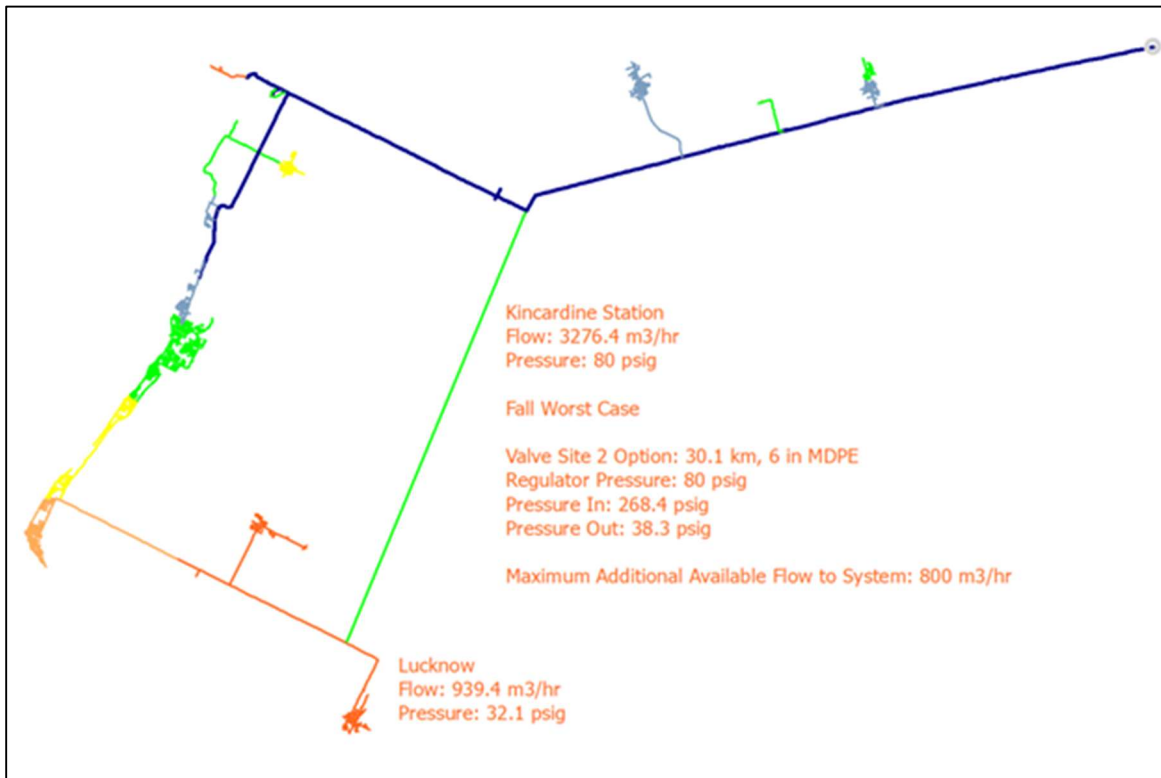 Kincardine Station
Flow: 3276.4 m3/hr
Pressure: 80 psig
Fall Worst Case
Valve Site 2 Option: 30.1 km, 6 in MDPE
Regulator Pressure: 80 psig
Pressure In: 268.4 psig
Pressure Out: 38.3 psig
Maximum Additional Available Flow to System: 800 m3/hr
Lucknow
Flow: 939.4 m3/hr
Pressure: 32.1 psig